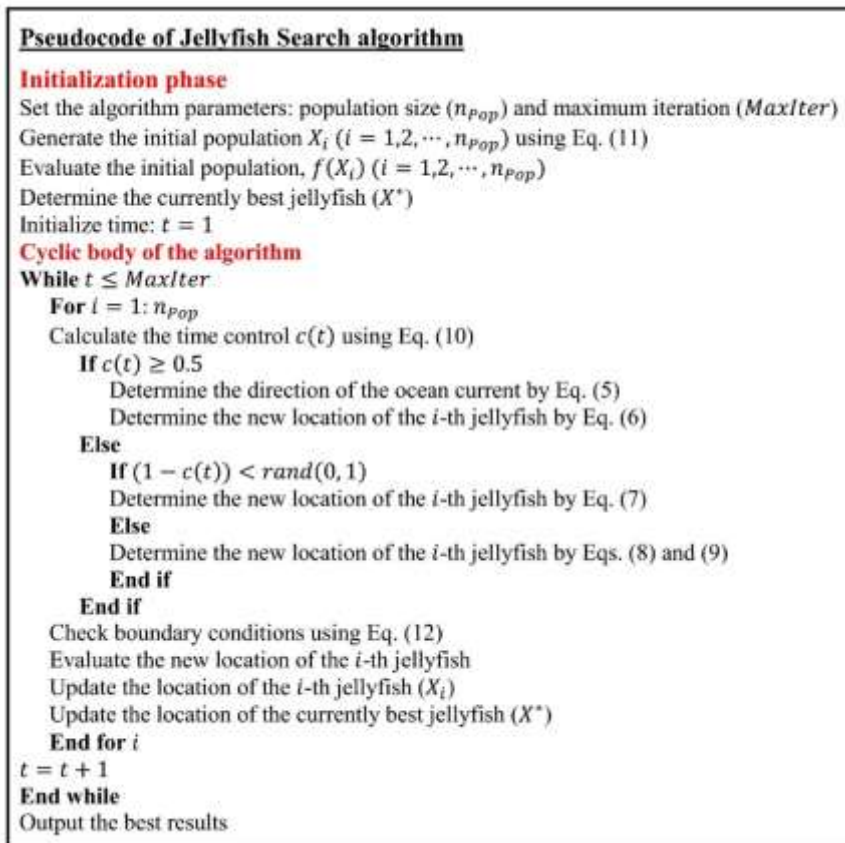 Pseudocode of Jellyfish Search algorithm
Initialization phase
Set the algorithm parameters: population size (n_Pop) and maximum iteration (MaxIter)
Generate the initial population X_i (i = 1,2, ⋯, n_Pop) using Eq. (11)
Evaluate the initial population, f(X_i) (i = 1,2, ⋯, n_Pop)
Determine the currently best jellyfish (X*)
Initialize time: t = 1
Cyclic body of the algorithm
While t ≤ MaxIter
For i = 1: n_Pop
Calculate the time control c(t) using Eq. (10)
If c(t) ≥ 0.5
Determine the direction of the ocean current by Eq. (5)
Determine the new location of the i-th jellyfish by Eq. (6)
Else
If (1 − c(t)) < rand(0, 1)
Determine the new location of the i-th jellyfish by Eq. (7)
Else
Determine the new location of the i-th jellyfish by Eqs. (8) and (9)
End if
End if
Check boundary conditions using Eq. (12)
Evaluate the new location of the i-th jellyfish
Update the location of the i-th jellyfish (X_i)
Update the location of the currently best jellyfish (X*)
End for i
t = t + 1
End while
Output the best results